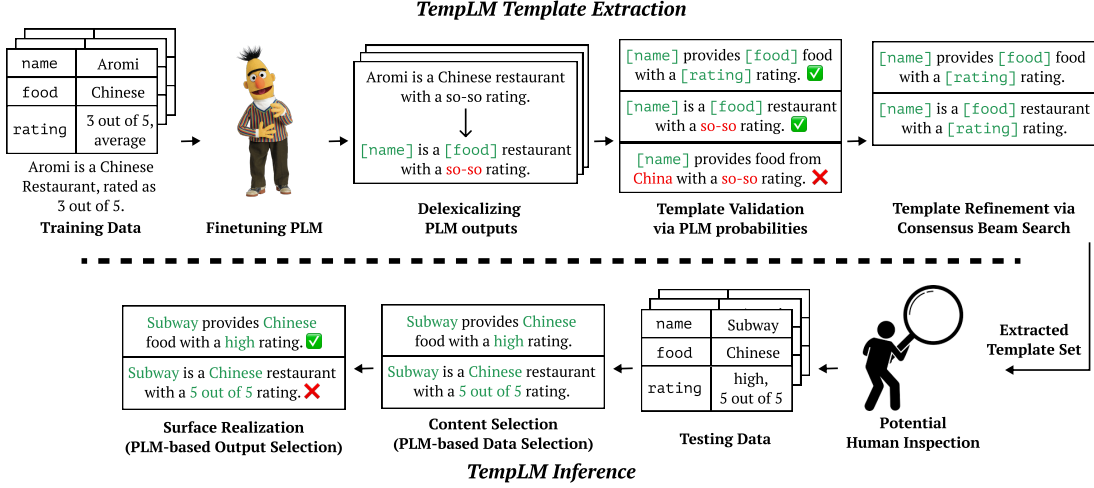 TempLM Template Extraction
name
Aromi
food
Chinese
rating
3 out of 5,
average
Aromi is a Chinese
Restaurant, rated as
3 out of 5.
Training Data
Finetuning PLM
Aromi is a Chinese restaurant
with a so-so rating.
[name] is a [food] restaurant
with a so-so rating.
Delexicalizing
PLM outputs
[name] provides [food] food
with a [rating] rating.
[name] is a [food] restaurant
with a so-so rating.
[name] provides food from
China with a so-so rating.
Template Validation
via PLM probabilities
[name] provides [food] food
with a [rating] rating.
[name] is a [food] restaurant
with a [rating] rating.
Template Refinement via
Consensus Beam Search
Extracted
Template Set
Potential
Human Inspection
name
Subway
food
Chinese
rating
high,
5 out of 5
Testing Data
Subway provides Chinese
food with a high rating.
Subway is a Chinese restaurant
with a 5 out of 5 rating.
Content Selection
(PLM-based Data Selection)
Subway provides Chinese
food with a high rating.
Subway is a Chinese restaurant
with a 5 out of 5 rating.
Surface Realization
(PLM-based Output Selection)
TempLM Inference